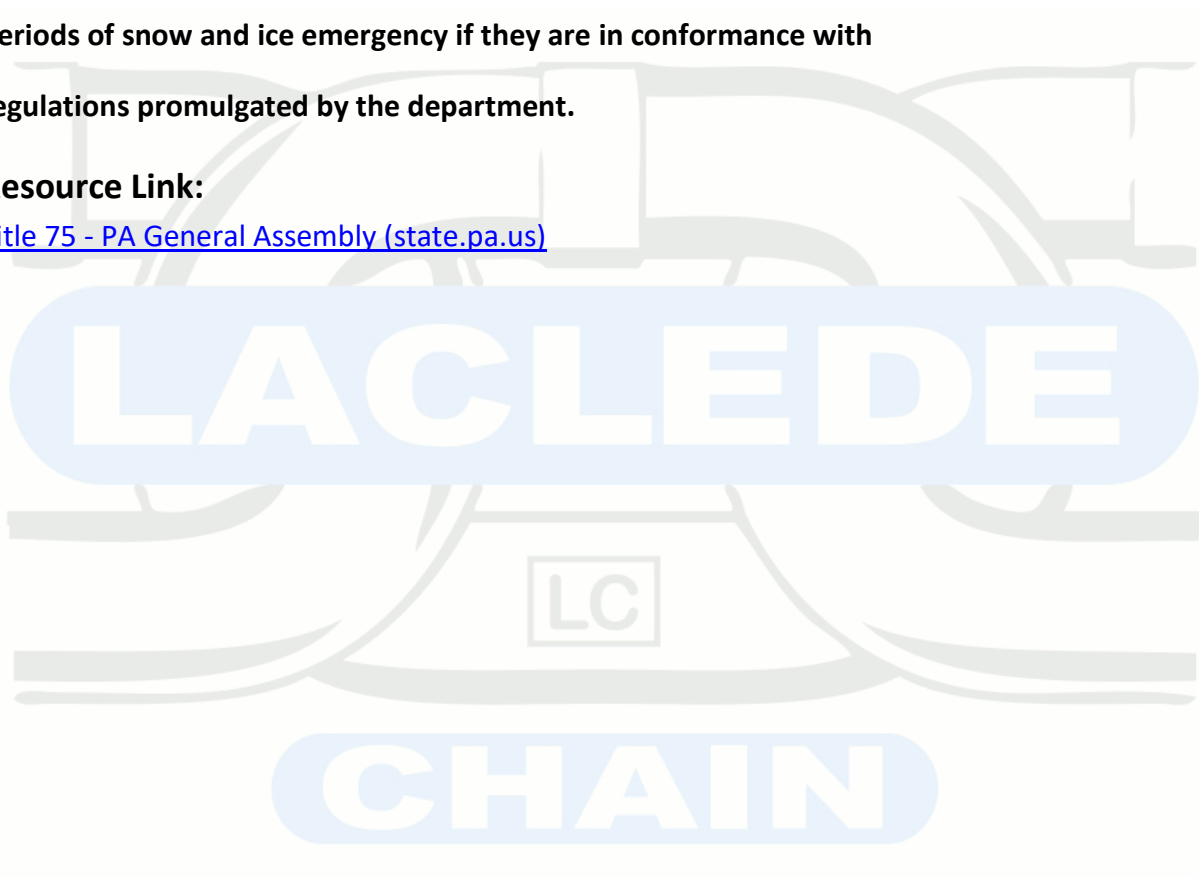 eriods of snow and ice emergency if they are in conformance with
egulations promulgated by the department.
esource Link:
itle 75 - PA General Assembly (state.pa.us)
LACLEDE
LC
CHAIN